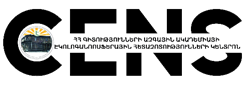 CENS
ՀՀ ԳԻՏՈՒԹՅՈՒՆՆԵՐԻ ԱԶԳԱՅԻՆ ԱԿԱԴԵՄԻԱՅԻ
ԷԿՈԼՈԳԱՆՈՈՍՖԵՐԱՅԻՆ ՀԵՏԱԶՈՏՈՒԹՅՈՒՆՆԵՐԻ ԿԵՆՏՐՈՆ